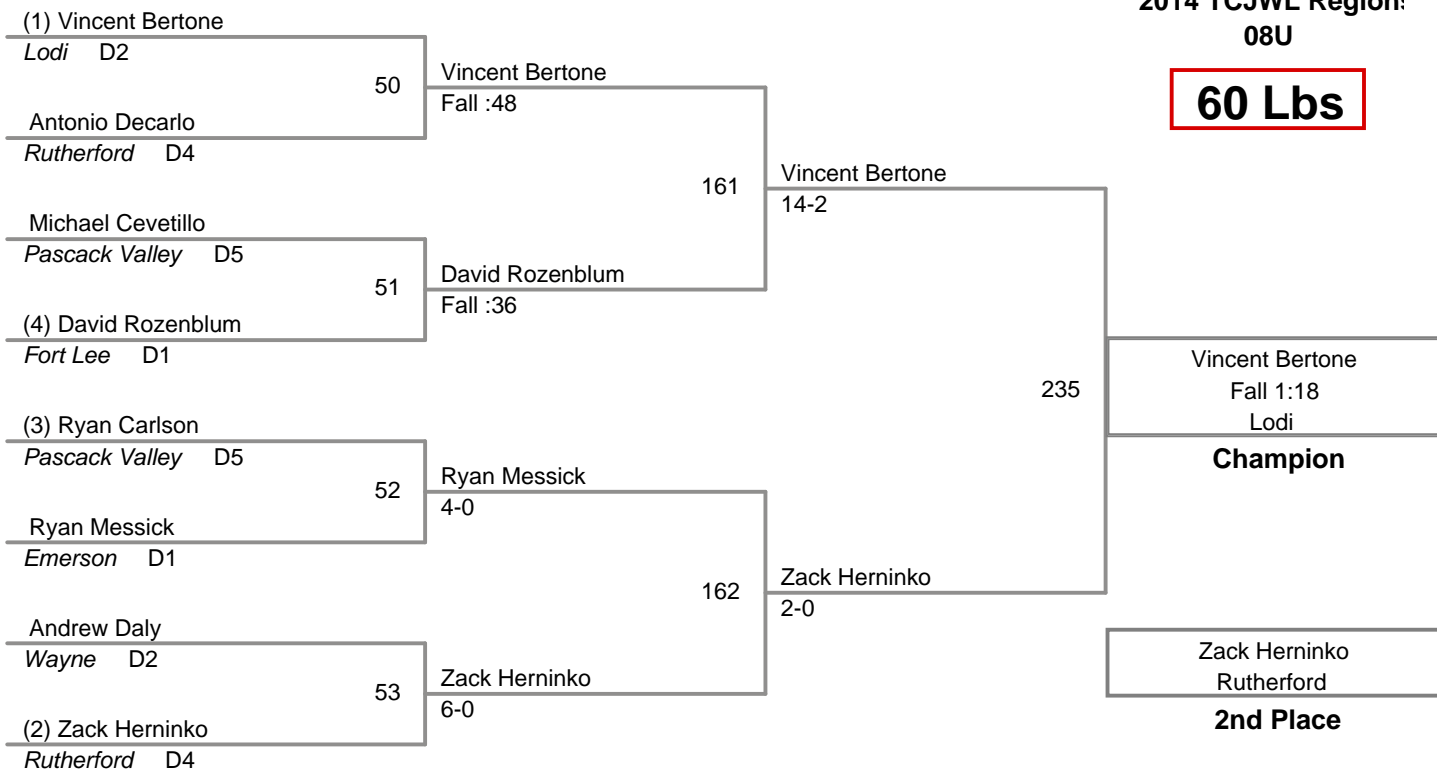 2014 TCJWL
08U
60 Lbs
(1) Vincent Bertone
Lodi D2
50
Antonio Decarlo
Rutherford D4
Michael Cevetillo
Pascack Valley D5
51
(4) David Rozenblum
Fort Lee D1
(3) Ryan Carlson
Pascack Valley D5
52
Ryan Messick
Emerson D1
Andrew Daly
Wayne D2
53
(2) Zack Herninko
Rutherford D4
Vincent Bertone
Fall :48
161
David Rozenblum
Fall :36
Ryan Messick
4-0
162
Zack Herninko
6-0
Vincent Bertone
14-2
235
Zack Herninko
2-0
Vincent Bertone
Fall 1:18
Lodi
Champion
Zack Herninko
Rutherford
2nd Place